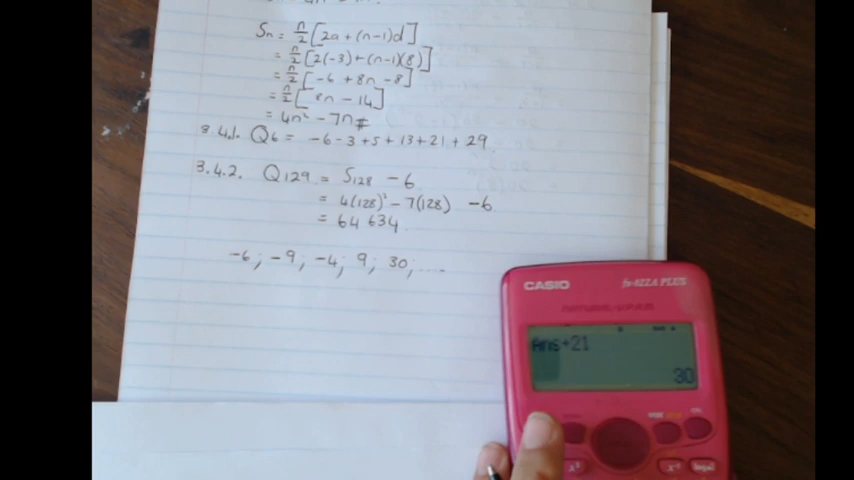 Sn = n/2 [2a + (n-1)d]
= n/2 [2(-3) + (n-1)(8)]
= n/2 [-6 + 8n - 8]
= n/2 [8n - 14]
= 4n² - 7n #
3.4.1. Q6 = -6 -3 +5 + 13 + 21 + 29
3.4.2. Q129 = S128 - 6
= 4(128)² - 7(128) - 6
= 64 634
-6; -9; -4; 9; 30; ....
CASIO fx-82ZA PLUS
NATURAL-V.P.A.M.
Ans+21
30